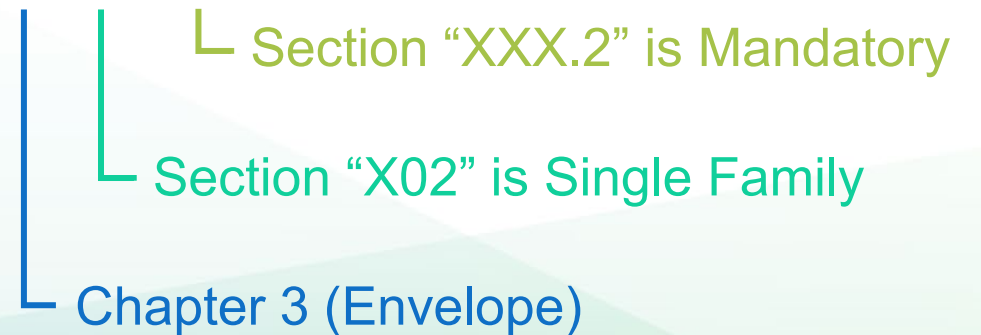 Section “XXX.2” is Mandatory
Section “X02” is Single Family
Chapter 3 (Envelope)